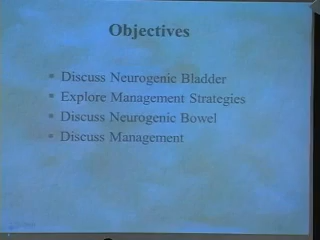 Objectives
• Discuss Neurogenic Bladder
• Explore Management Strategies
• Discuss Neurogenic Bowel
• Discuss Management